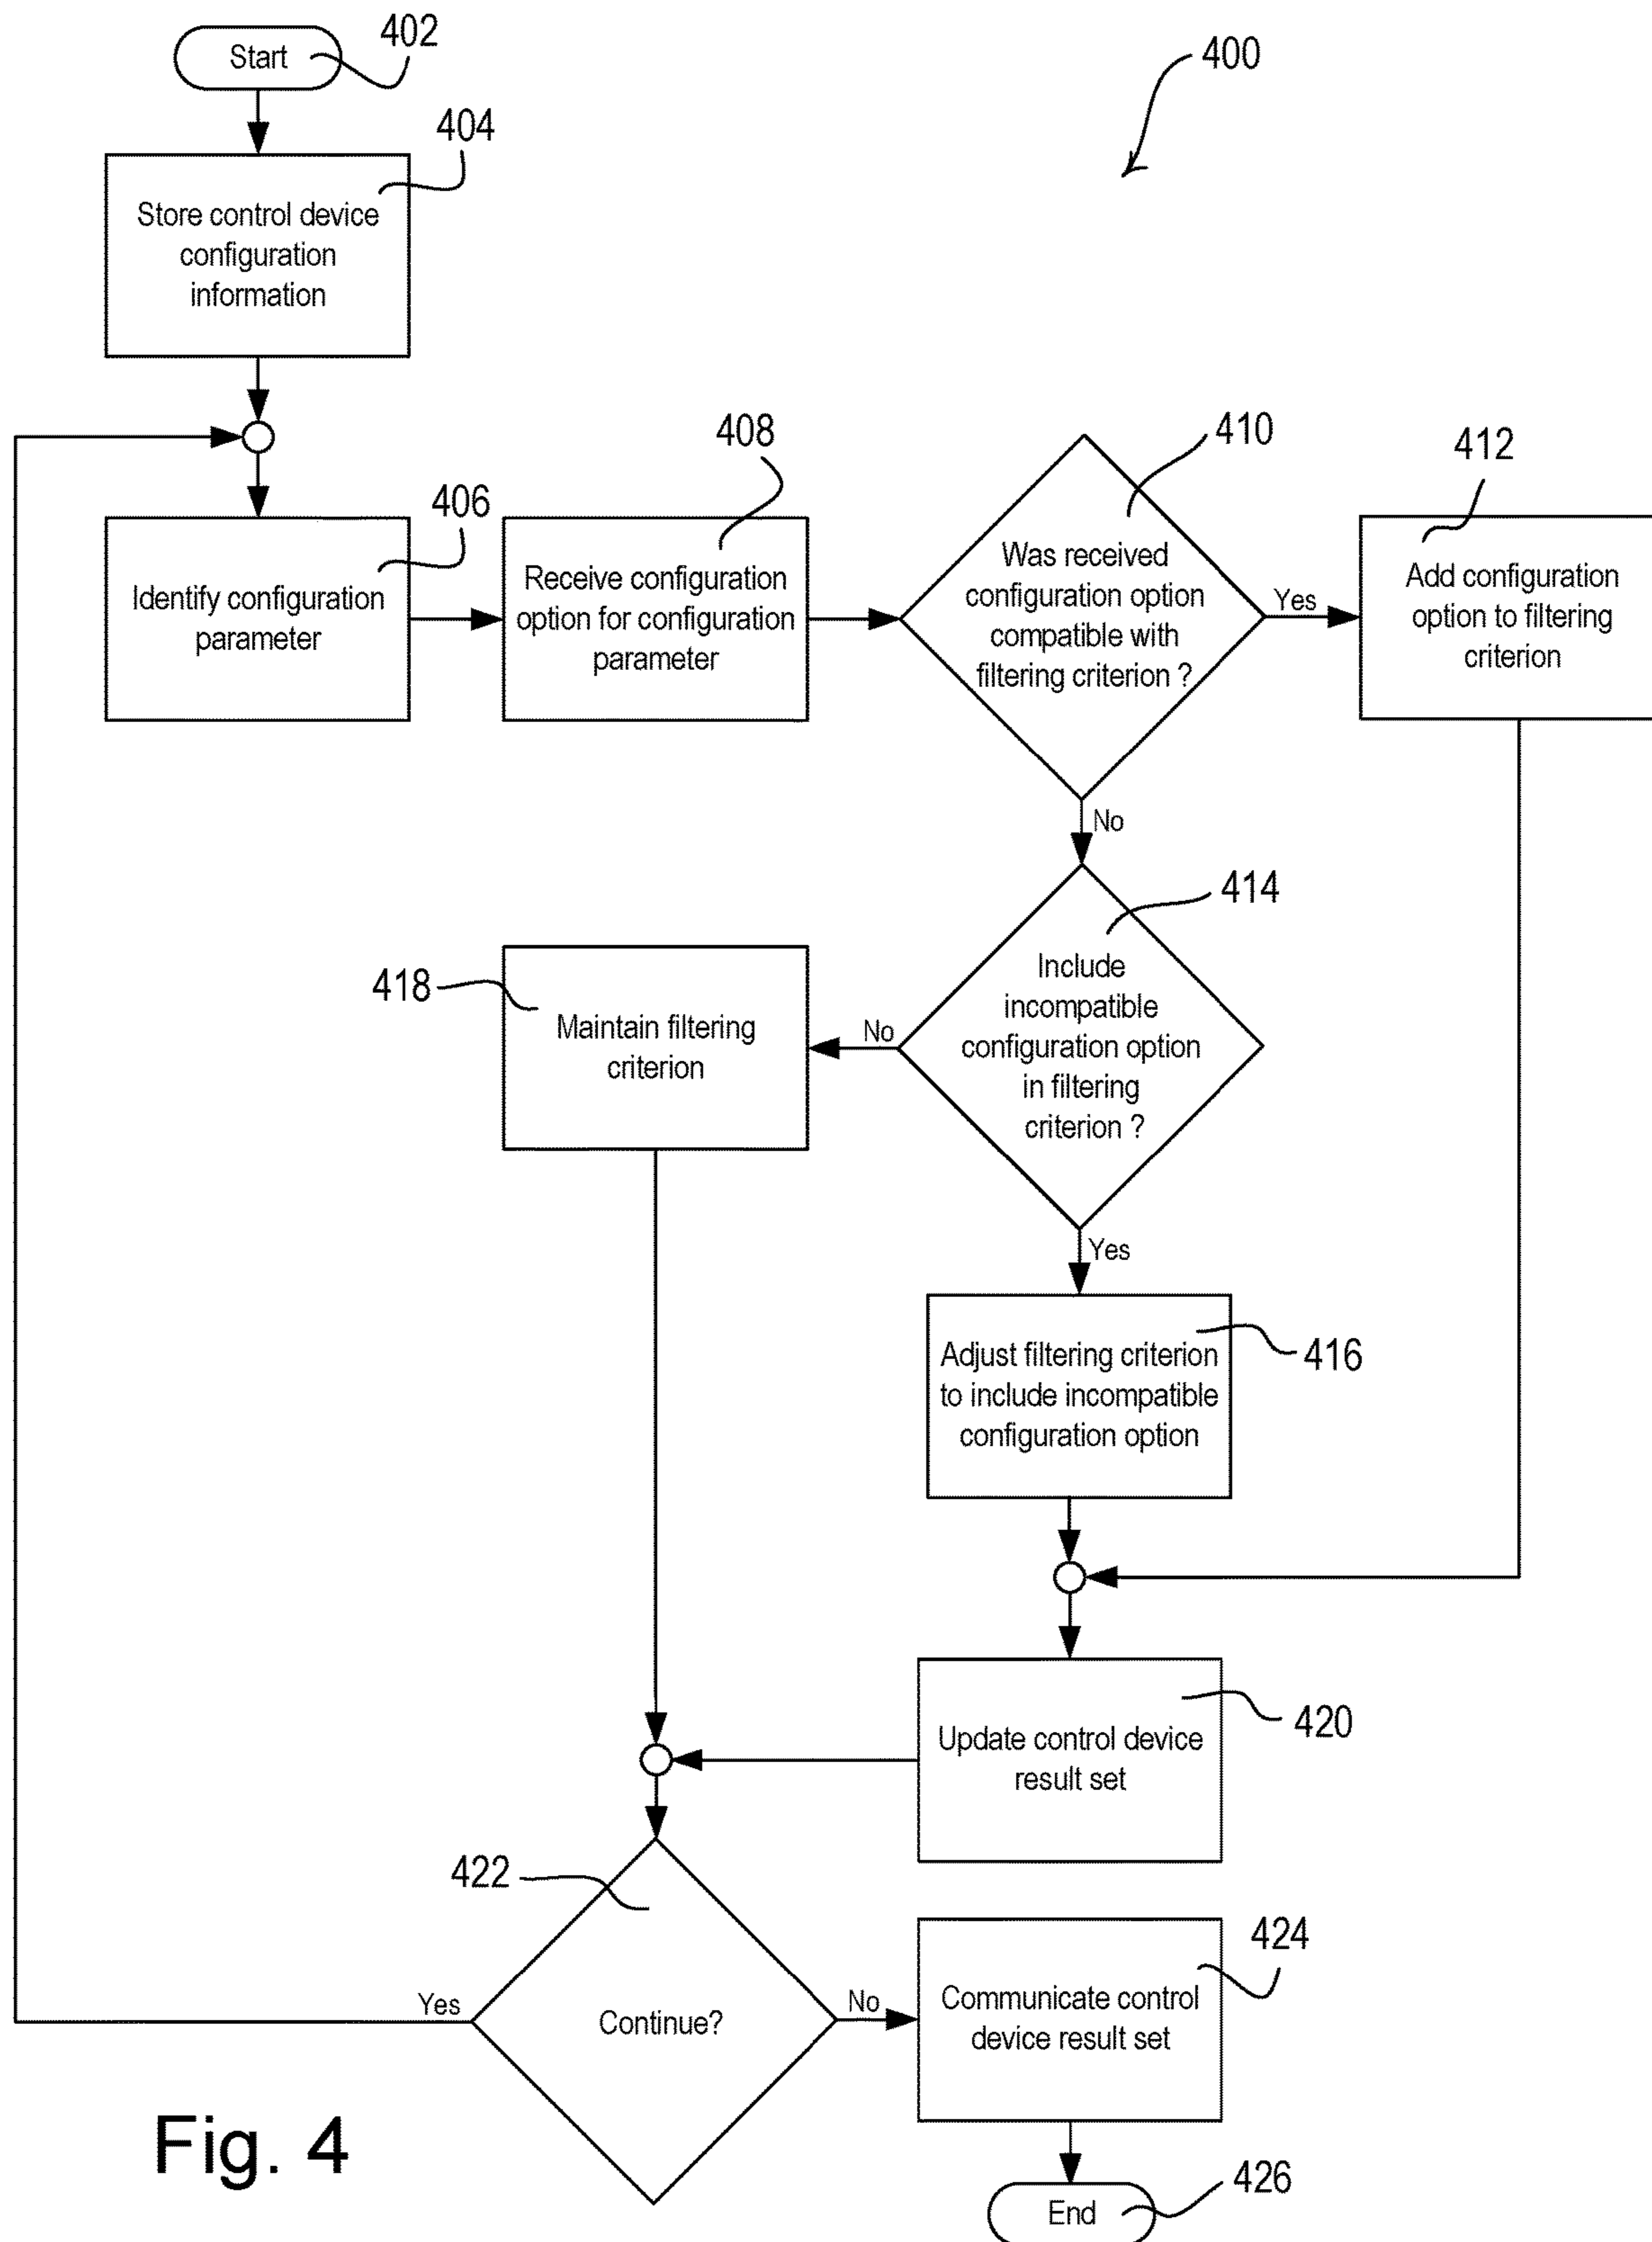 Start
402
400
404
Store control device
configuration
information
406
Identify configuration
parameter
408
Receive configuration
option for configuration
parameter
410
Was received
configuration option
compatible with
filtering criterion ?
Yes
412
Add configuration
option to filtering
criterion
No
414
Include
incompatible
configuration option
in filtering
criterion ?
No
418
Maintain filtering
criterion
Yes
416
Adjust filtering criterion
to include incompatible
configuration option
420
Update control device
result set
422
Continue?
Yes
No
424
Communicate control
device result set
End
426
Fig. 4